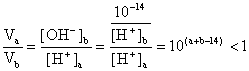 V_a/V_b = [OH⁻]_b/[H⁺]_a = (10^(-14)/[H⁺]_b)/[H⁺]_a = 10^(a+b-14) < 1